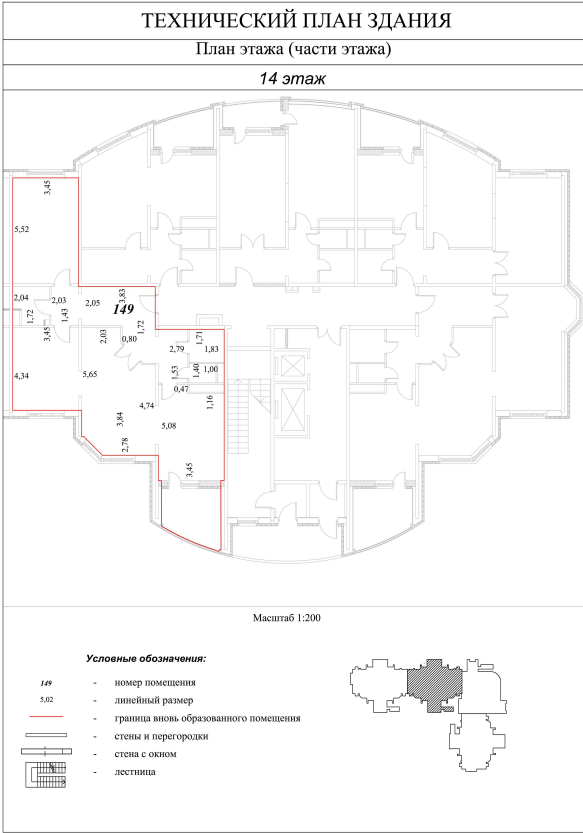 ТЕХНИЧЕСКИЙ ПЛАН ЗДАНИЯ
План этажа (части этажа)
14 этаж
3,45
5,52
2,04
2,03
2,05
3,83
149
1,72
1,43
1,72
3,45
2,03
0,80
2,79
1,71
1,83
4,34
5,65
1,53
1,40
1,00
0,47
4,74
1,16
3,84
5,08
2,78
3,45
Масштаб 1:200
Условные обозначения:
149 - номер помещения
5,02 - линейный размер
- граница вновь образованного помещения
- стены и перегородки
- стена с окном
- лестница